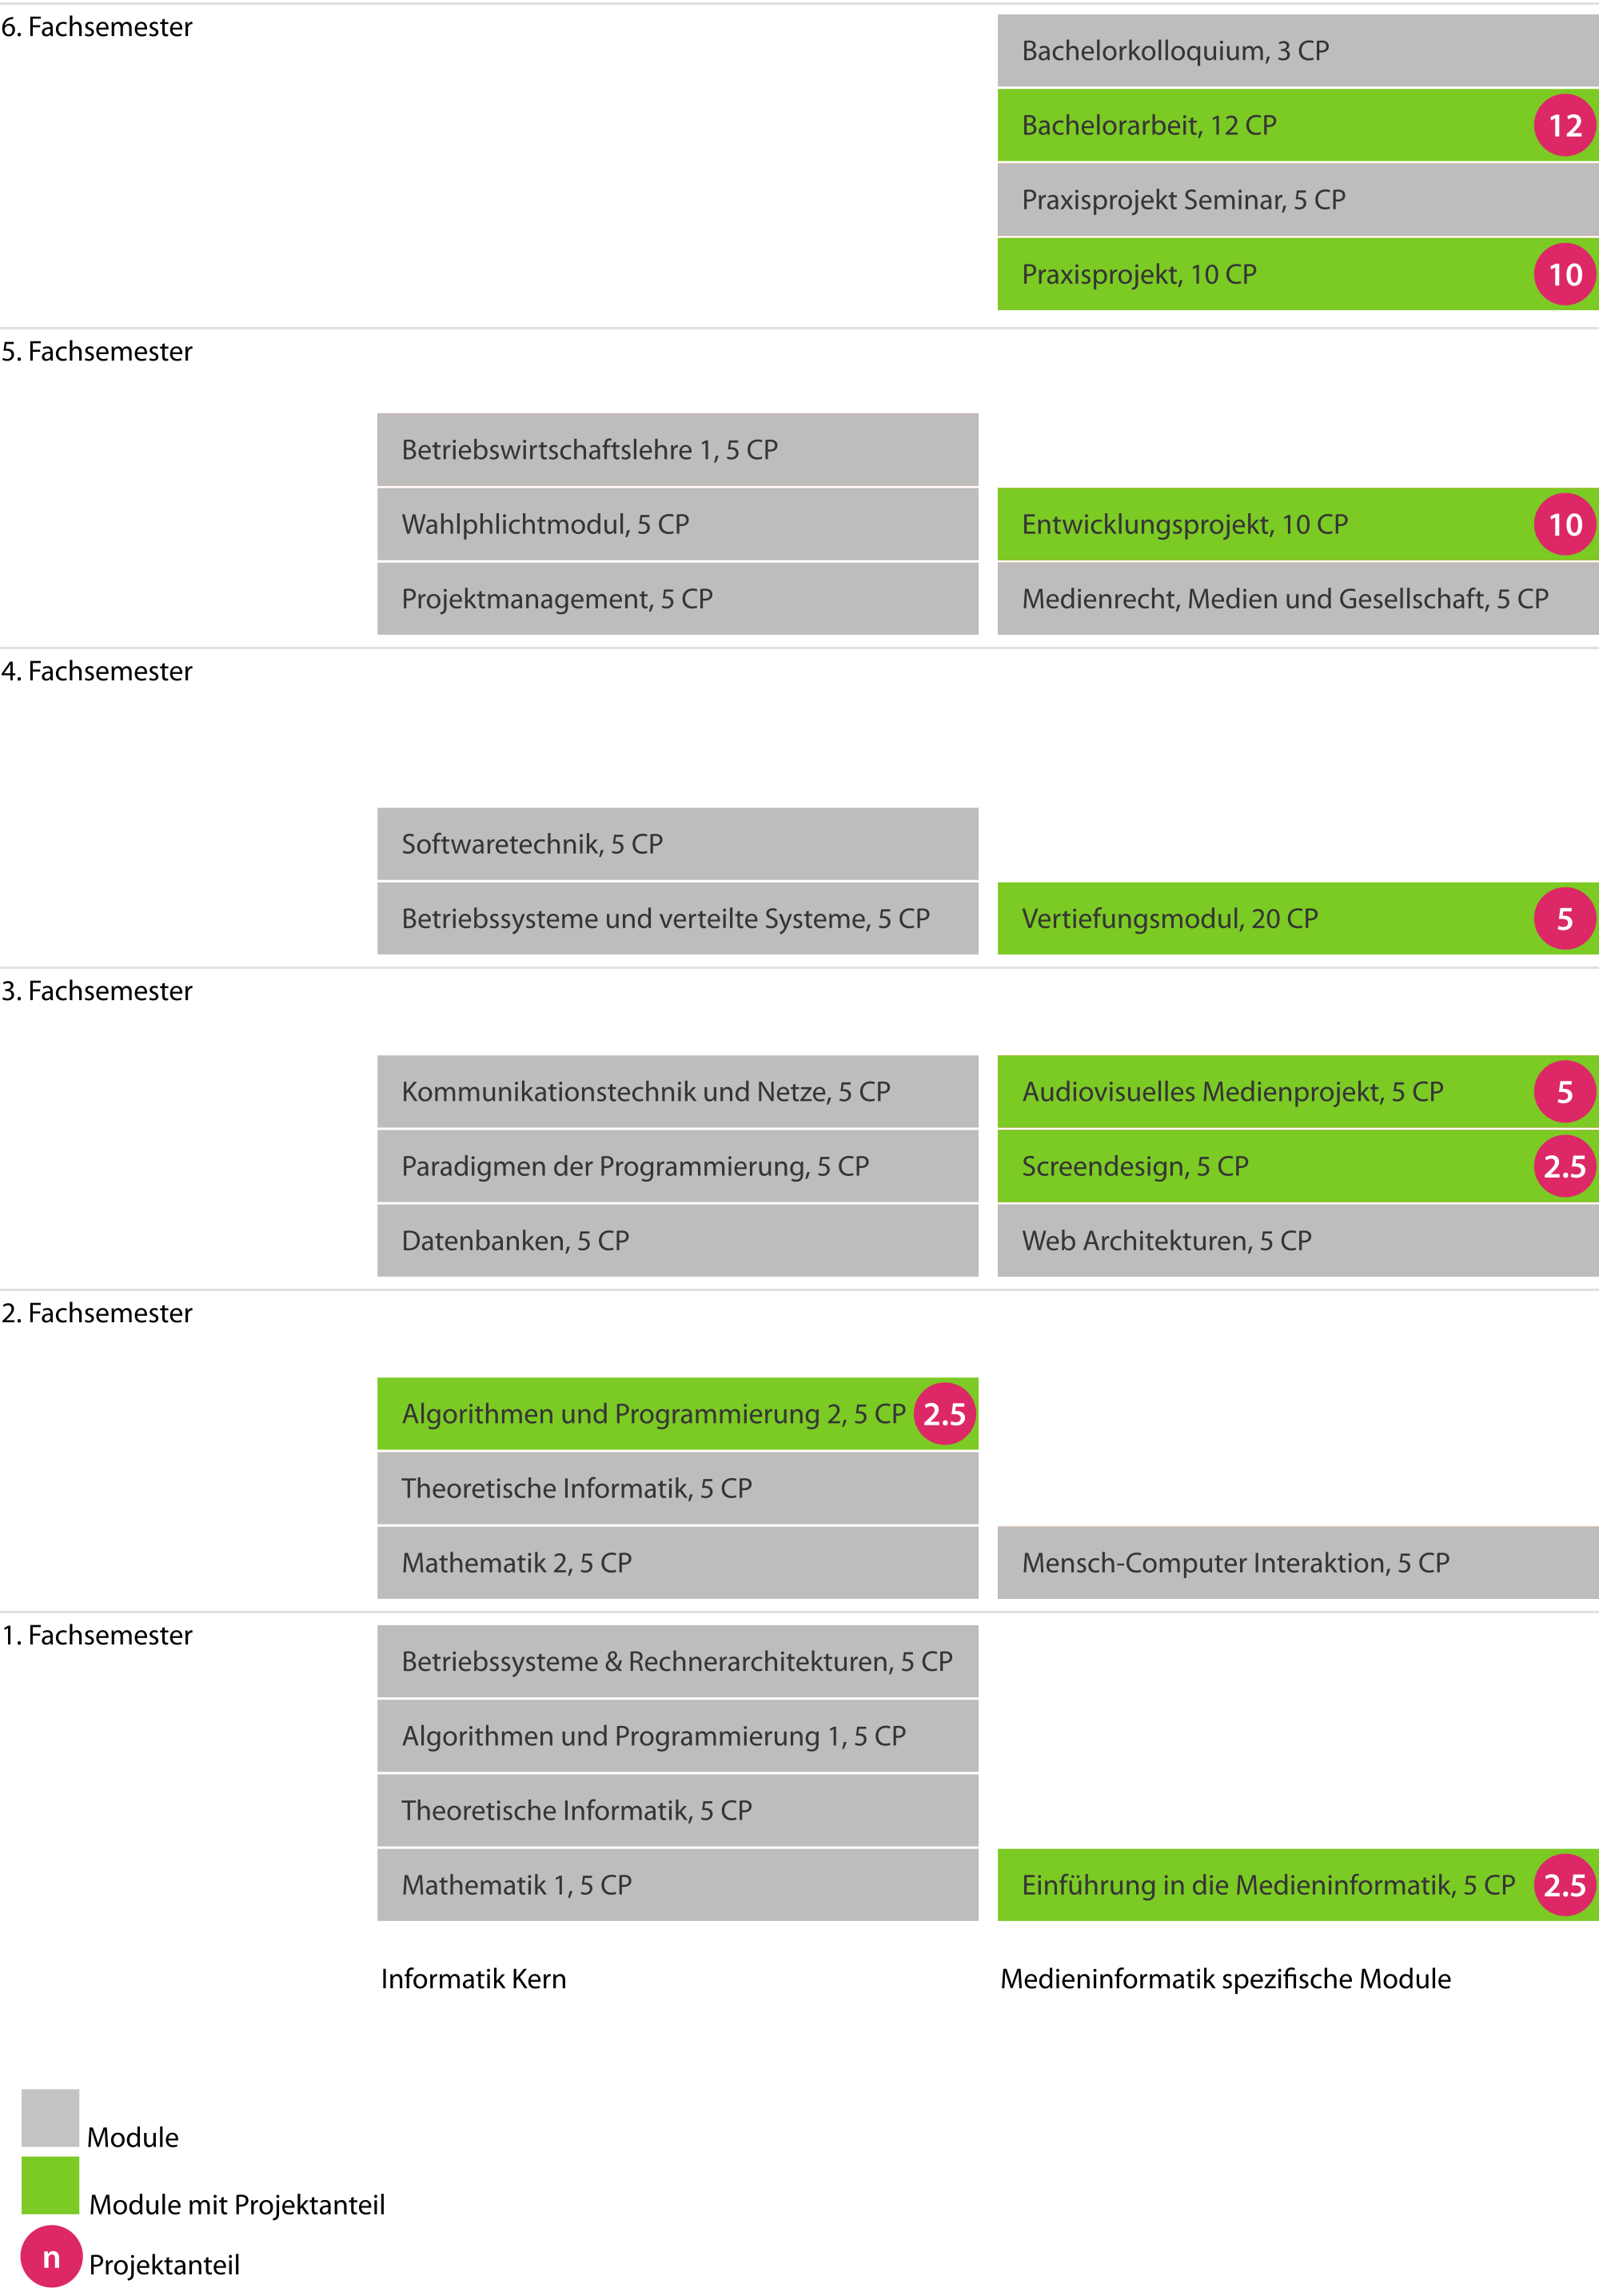 6. Fachsemester
Bachelorkolloquium, 3 CP
Bachelorarbeit, 12 CP 12
Praxisprojekt Seminar, 5 CP
Praxisprojekt, 10 CP 10
5. Fachsemester
Betriebswirtschaftslehre 1, 5 CP
Wahlphlichtmodul, 5 CP
Projektmanagement, 5 CP
Entwicklungsprojekt, 10 CP 10
Medienrecht, Medien und Gesellschaft, 5 CP
4. Fachsemester
Softwaretechnik, 5 CP
Betriebssysteme und verteilte Systeme, 5 CP
Vertiefungsmodul, 20 CP 5
3. Fachsemester
Kommunikationstechnik und Netze, 5 CP
Paradigmen der Programmierung, 5 CP
Datenbanken, 5 CP
Audiovisuelles Medienprojekt, 5 CP 5
Screendesign, 5 CP 2.5
Web Architekturen, 5 CP
2. Fachsemester
Algorithmen und Programmierung 2, 5 CP 2.5
Theoretische Informatik, 5 CP
Mathematik 2, 5 CP
Mensch-Computer Interaktion, 5 CP
1. Fachsemester
Betriebssysteme & Rechnerarchitekturen, 5 CP
Algorithmen und Programmierung 1, 5 CP
Theoretische Informatik, 5 CP
Mathematik 1, 5 CP
Einführung in die Medieninformatik, 5 CP 2.5
Informatik Kern
Medieninformatik spezifische Module
Module
Module mit Projektanteil
n Projektanteil